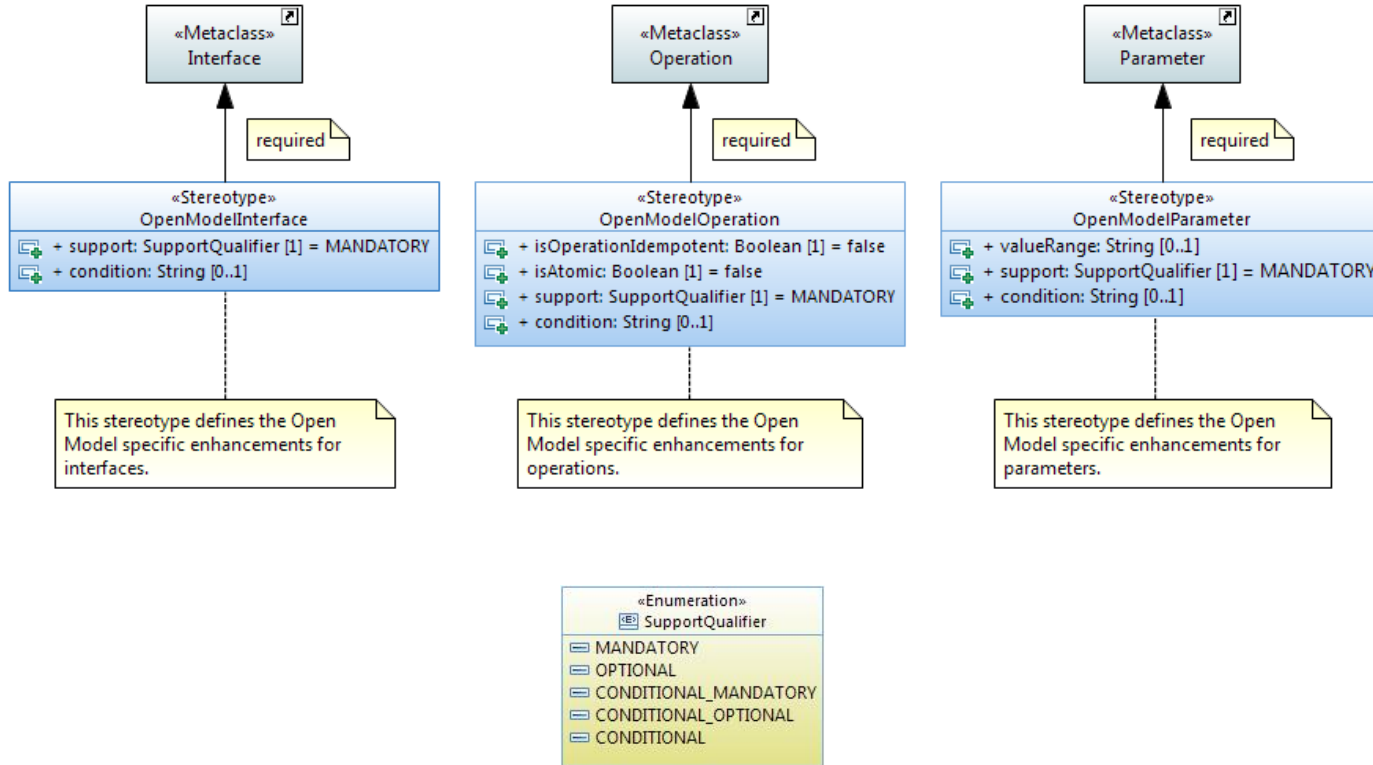 «Metaclass»
Interface
«Metaclass»
Operation
«Metaclass»
Parameter
required
required
required
«Stereotype»
OpenModelInterface
+ support: SupportQualifier [1] = MANDATORY
+ condition: String [0..1]
«Stereotype»
OpenModelOperation
+ isOperationIdempotent: Boolean [1] = false
+ isAtomic: Boolean [1] = false
+ support: SupportQualifier [1] = MANDATORY
+ condition: String [0..1]
«Stereotype»
OpenModelParameter
+ valueRange: String [0..1]
+ support: SupportQualifier [1] = MANDATORY
+ condition: String [0..1]
This stereotype defines the Open
Model specific enhancements for
interfaces.
This stereotype defines the Open
Model specific enhancements for
operations.
This stereotype defines the Open
Model specific enhancements for
parameters.
«Enumeration»
<E> SupportQualifier
MANDATORY
OPTIONAL
CONDITIONAL_MANDATORY
CONDITIONAL_OPTIONAL
CONDITIONAL